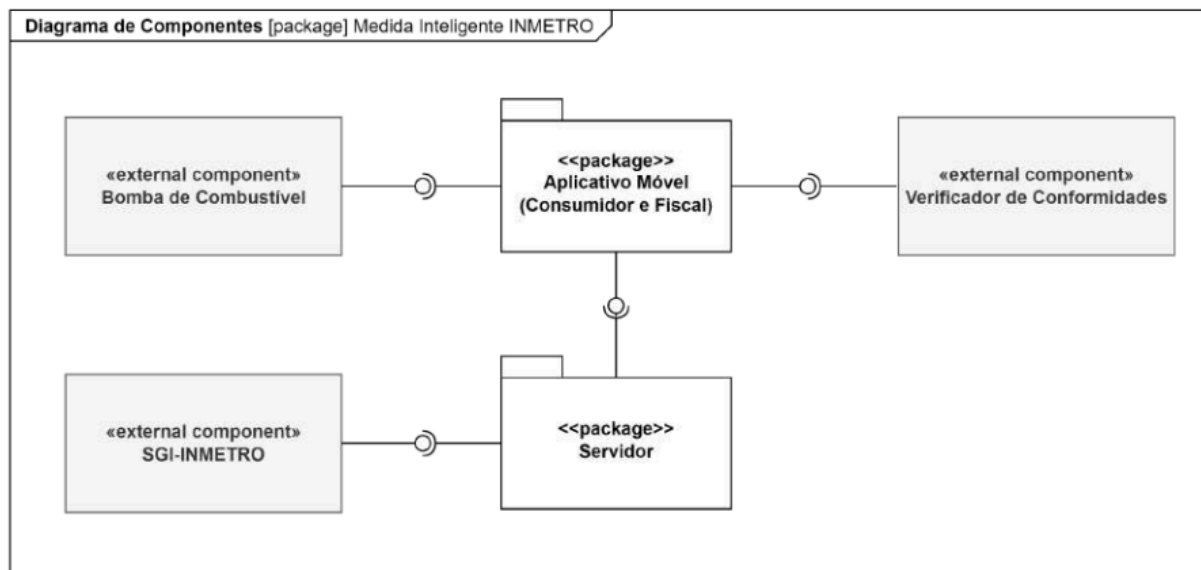 Diagrama de Componentes [package] Medida Inteligente INMETRO
«external component»
Bomba de Combustível
<<package>>
Aplicativo Móvel
(Consumidor e Fiscal)
«external component»
Verificador de Conformidades
«external component»
SGI-INMETRO
<<package>>
Servidor